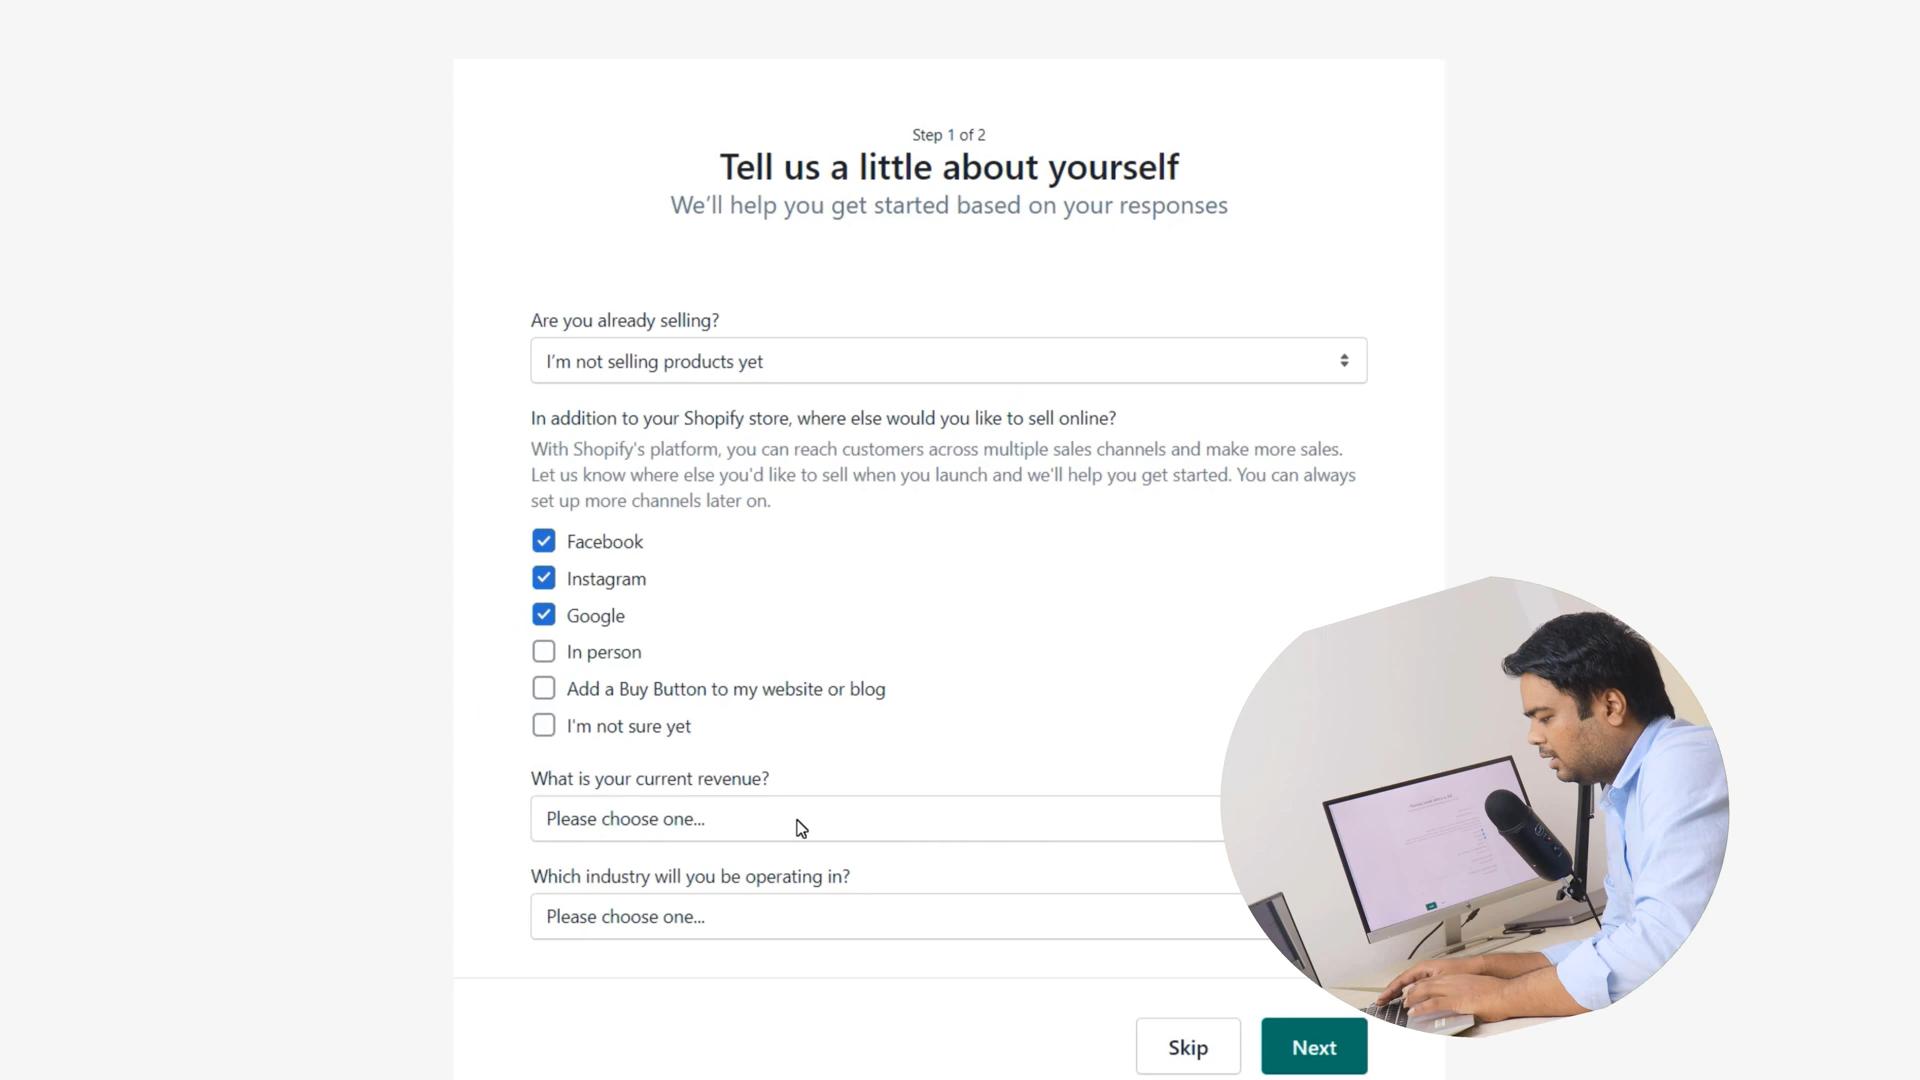 Step 1 of 2
Tell us a little about yourself
We'll help you get started based on your responses
Are you already selling?
I'm not selling products yet
In addition to your Shopify store, where else would you like to sell online?
With Shopify's platform, you can reach customers across multiple sales channels and make more sales.
Let us know where else you'd like to sell when you launch and we'll help you get started. You can always
set up more channels later on.
Facebook
Instagram
Google
In person
Add a Buy Button to my website or blog
I'm not sure yet
What is your current revenue?
Please choose one...
Which industry will you be operating in?
Please choose one...
Skip
Next